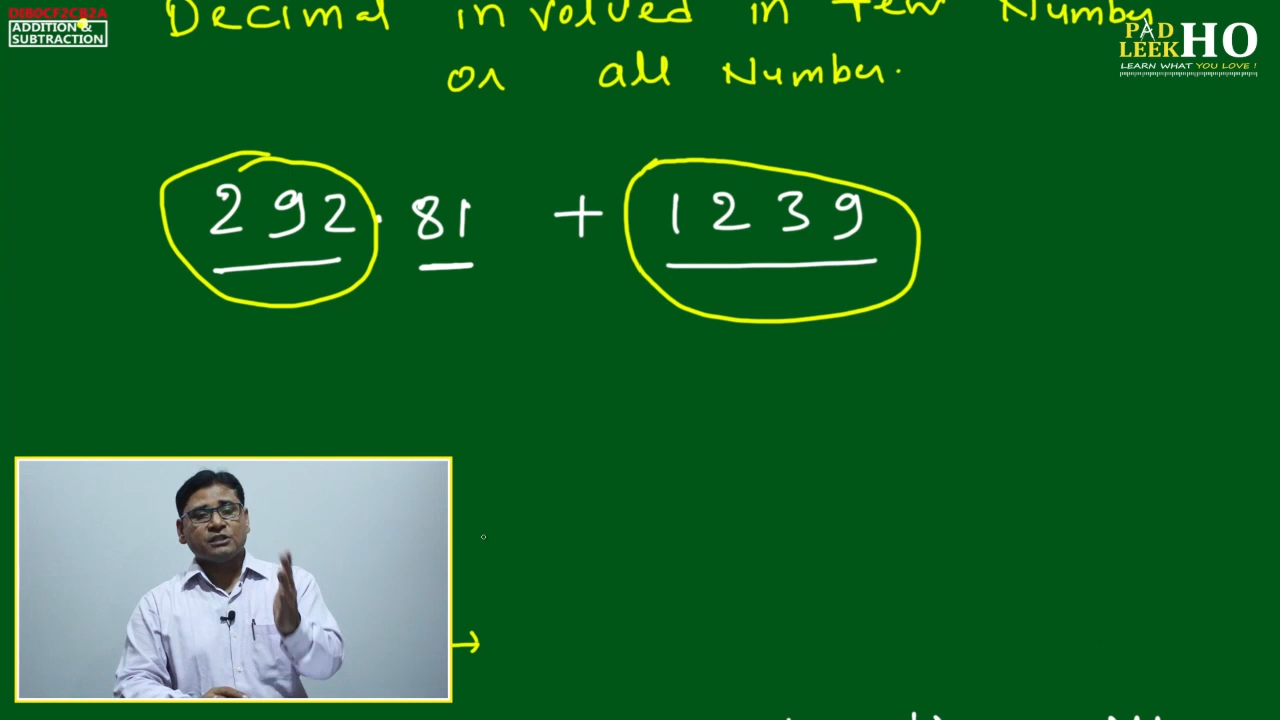 DIB0CF2CB2A
ADDITION &
SUBTRACTION
Decimal involved in few Number
or all Number.
PAD
LEEK HO
LEARN WHAT YOU LOVE !
292.81 + 1239